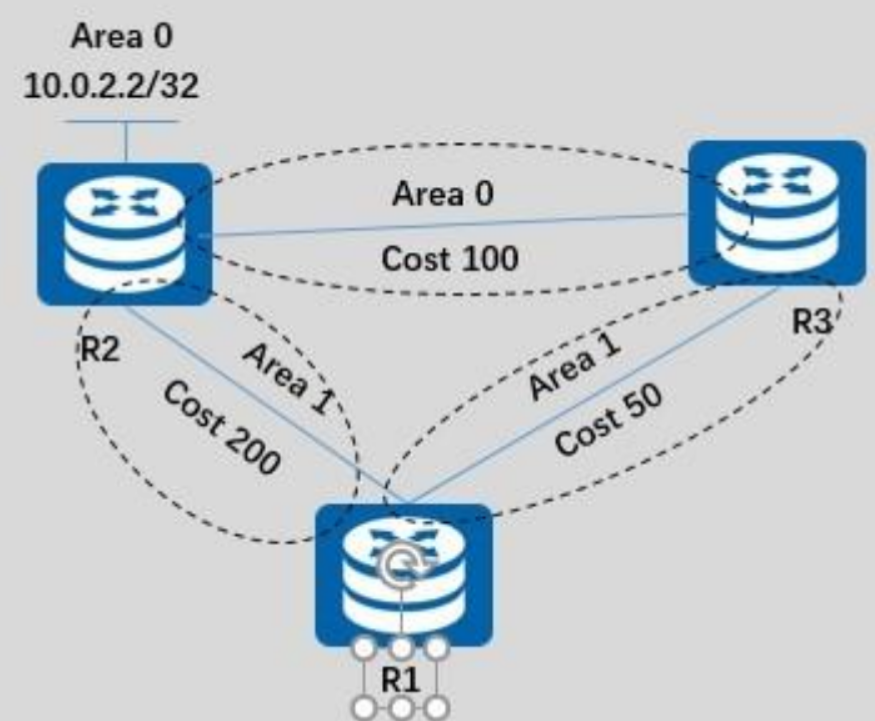 Area 0
10.0.2.2/32
Area 0
Cost 100
R2
R3
Area 1
Cost 200
Area 1
Cost 50
R1